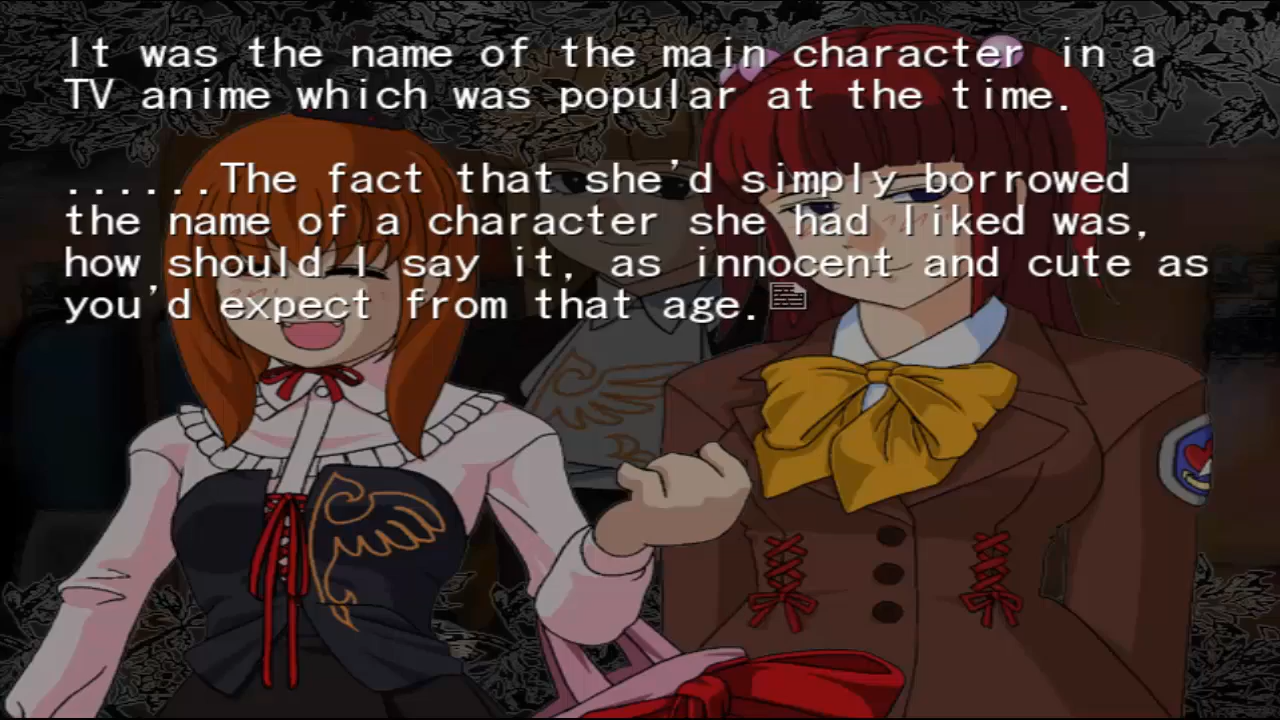 It was the name of the main character in a
TV anime which was popular at the time.
......The fact that she'd simply borrowed
the name of a character she had liked was,
how should I say it, as innocent and cute as
you'd expect from that age.